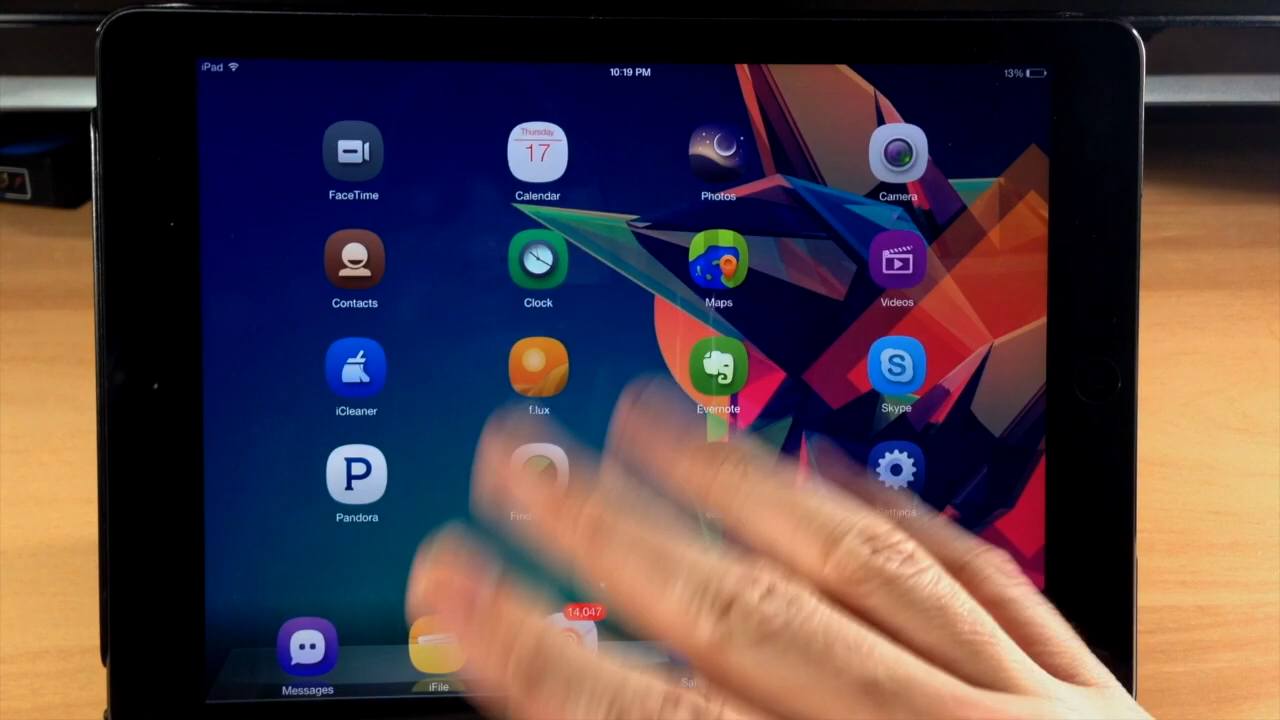 iPad
10:19 PM
13%
Thursday
17
FaceTime
Calendar
Photos
Camera
Contacts
Clock
Maps
Videos
iCleaner
f.lux
Evernote
Skype
P
S
Pandora
Find
Settings
14,047
Messages
iFile